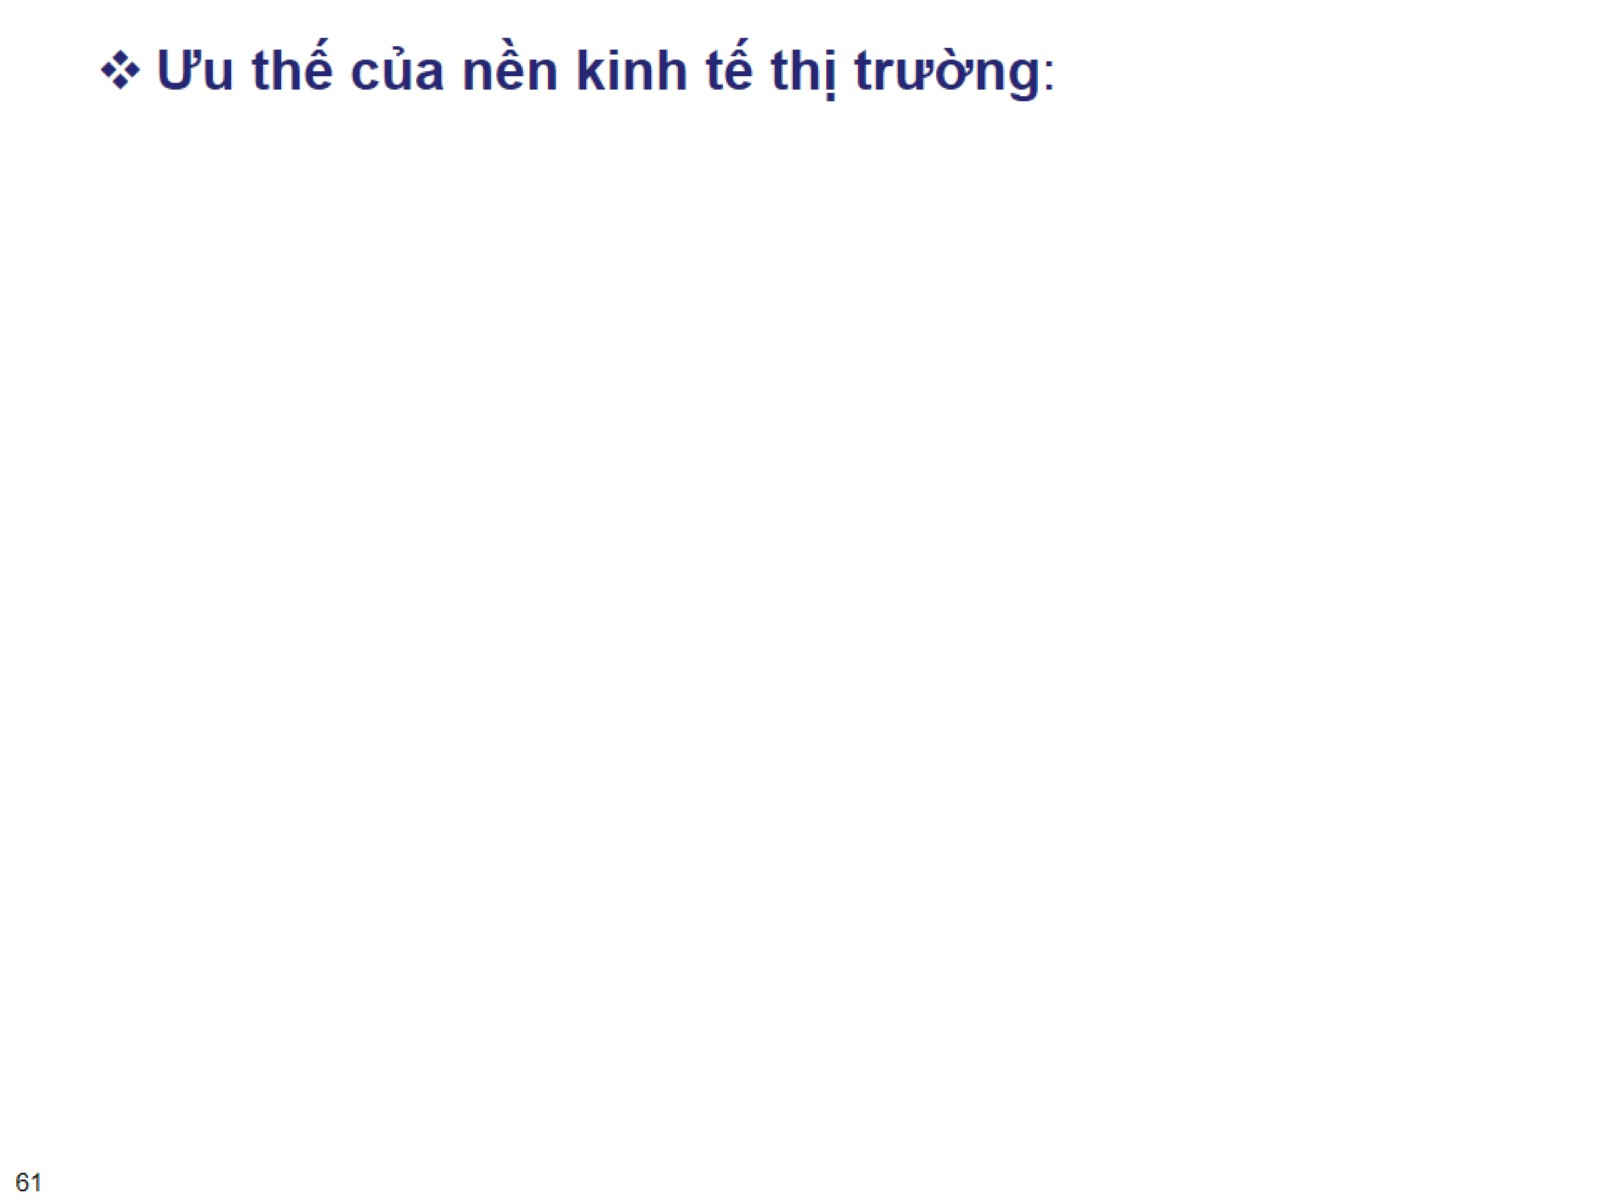 ❖ Ưu thế của nền kinh tế thị trường:
61